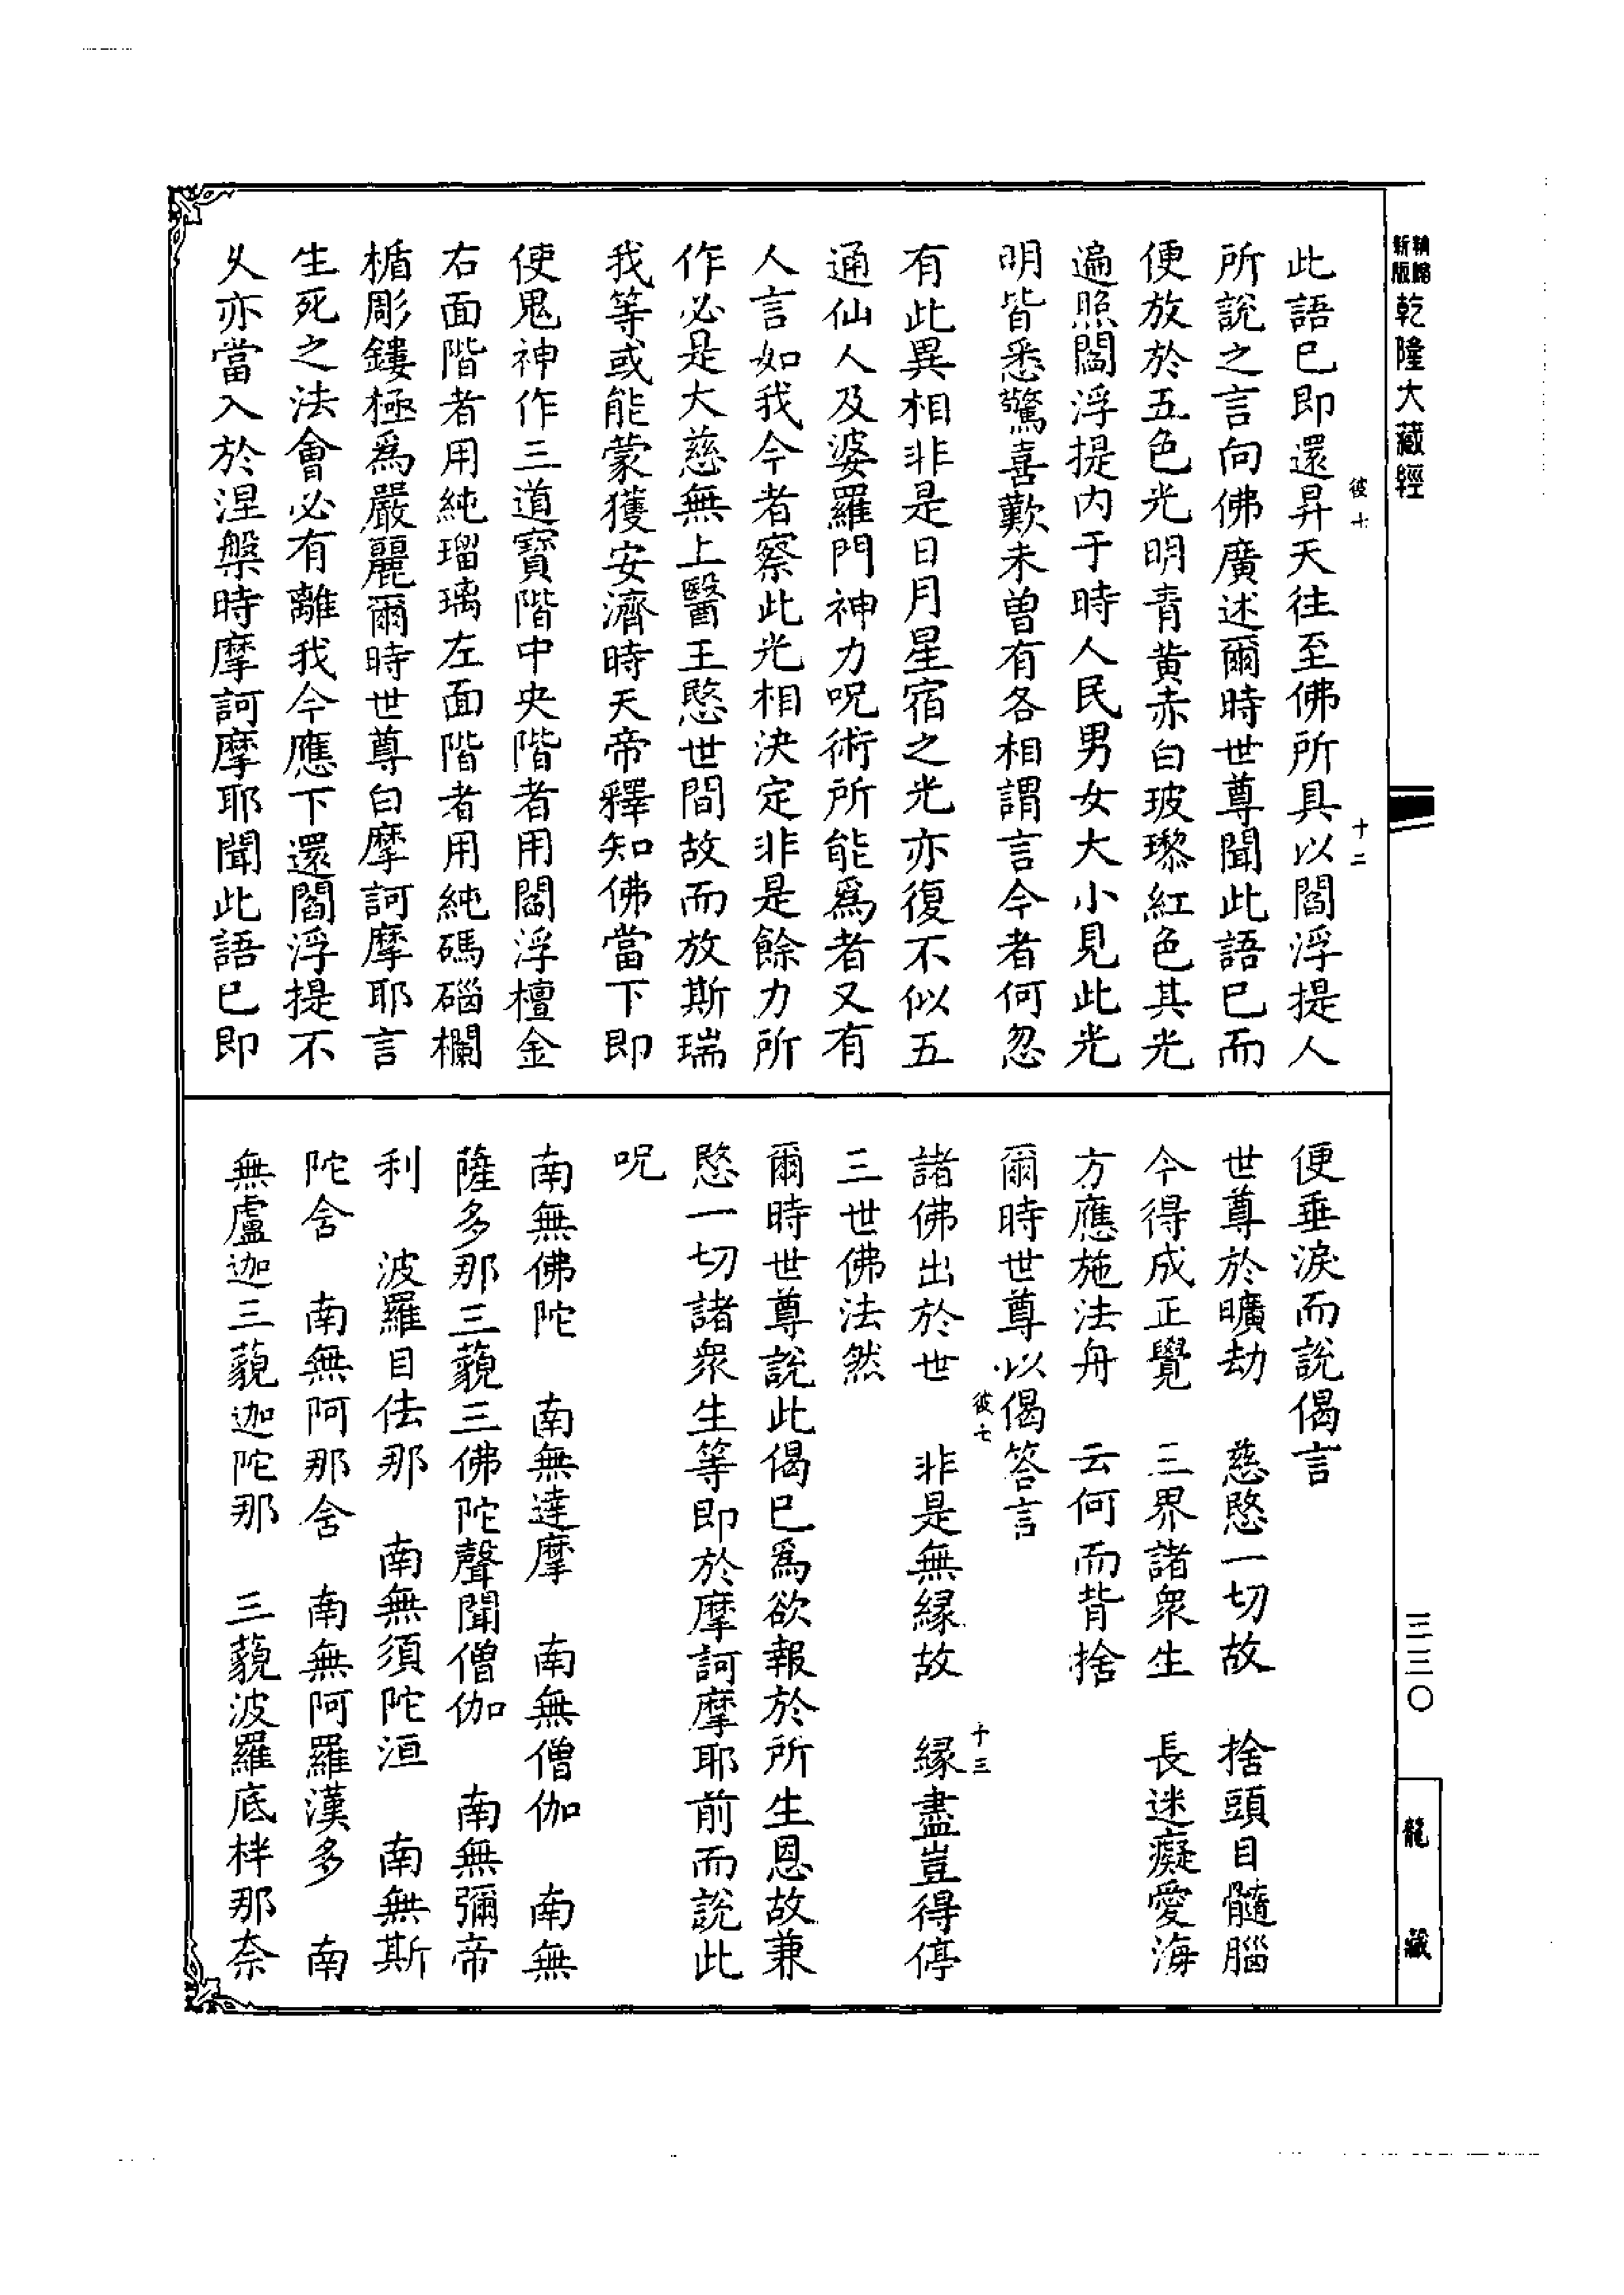 新版
乾隆大藏經
彼七
十二
此語已即還昇天往至佛所具以閻浮提人
所說之言向佛廣述爾時世尊聞此語已而
便放於五色光明青黃赤白玻瓈紅色其光
遍照閻浮提內于時人民男女大小見此光
明皆悉驚喜歎未曽有各相謂言今者何忽
有此異相非是日月星宿之光亦復不似五
通仙人及婆羅門神力呪術所能爲者又有
人言如我今者察此光相決定非是餘力所
作必是大慈無上醫王愍世間故而放斯瑞
我等或能蒙獲安濟時天帝釋知佛當下即
使鬼神作三道寶階中央階者用閻浮檀金
右面階者用純瑠璃左面階者用純碼碯欄
楯彫鏤極爲嚴麗爾時世尊白摩訶摩耶言
生死之法會必有離我今應下還閻浮提不
乆亦當入於涅槃時摩訶摩耶聞此語已即
便垂淚而說偈言
世尊於曠劫　慈愍一切故　捨頭目髓腦
今得成正覺　三界諸衆生　長迷癡愛海
方應施法舟　云何而背捨
爾時世尊以偈答言
彼七
十三
諸佛出於世　非是無緣故　緣盡豈得停
三世佛法然
爾時世尊說此偈已爲欲報於所生恩故兼
愍一切諸衆生等即於摩訶摩耶前而說此
呪
南無佛陀　南無達摩　南無僧伽　南無
薩多那三藐三佛陀聲聞僧伽　南無彌帝
利　波羅目佉那　南無須陀洹　南無斯
陀含　南無阿那含　南無阿羅漢多　南
無盧迦三藐迦陀那　三藐波羅底柈那奈
三三〇
龍藏